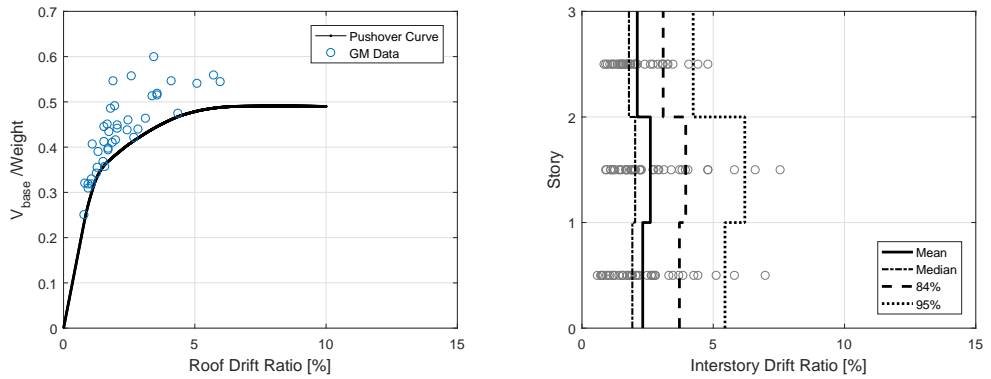 0.7
0.6
0.5
0.4
0.3
0.2
0.1
0
V_base /Weight
Pushover Curve
GM Data
0 5 10 15
Roof Drift Ratio [%]
3
2
1
0
Story
Mean
Median
84%
95%
0 5 10 15
Interstory Drift Ratio [%]